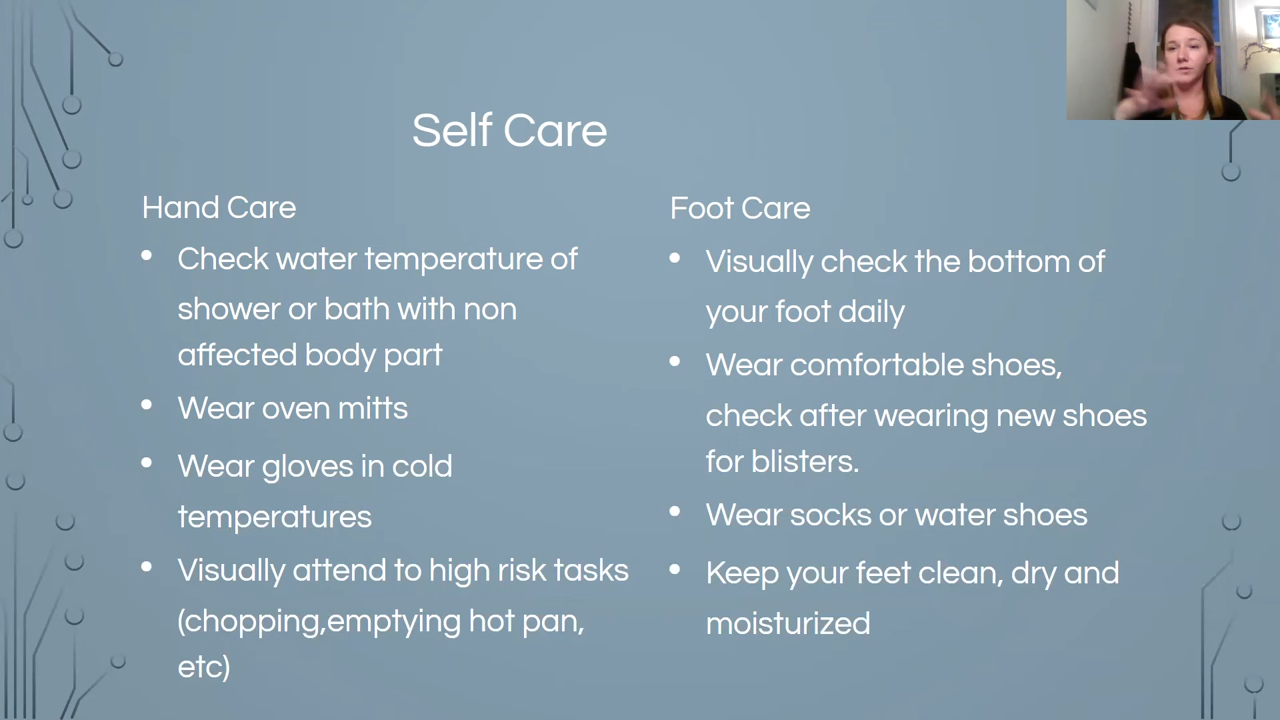 Self Care
Hand Care
• Check water temperature of
shower or bath with non
affected body part
• Wear oven mitts
• Wear gloves in cold
temperatures
• Visually attend to high risk tasks
(chopping,emptying hot pan,
etc)
Foot Care
• Visually check the bottom of
your foot daily
• Wear comfortable shoes,
check after wearing new shoes
for blisters.
• Wear socks or water shoes
• Keep your feet clean, dry and
moisturized